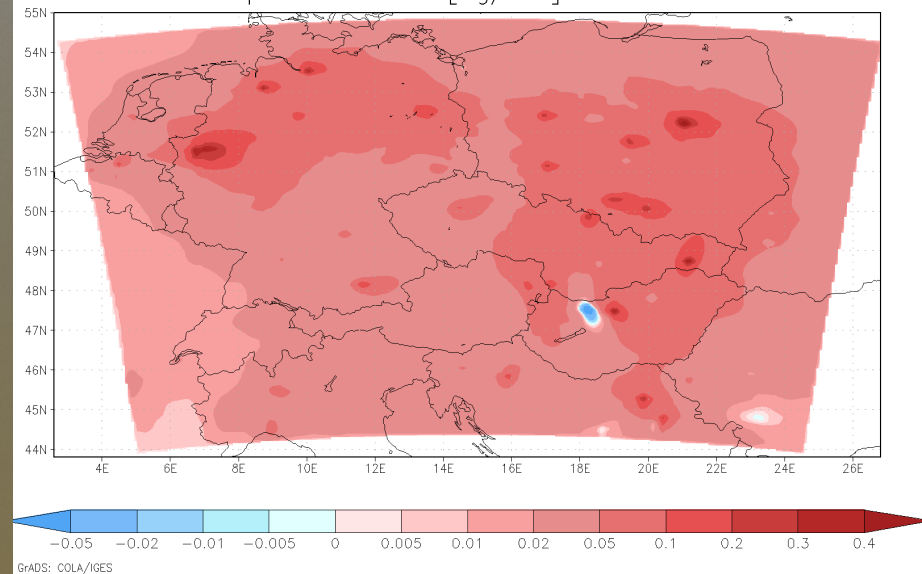 55N
54N
53N
52N
51N
50N
49N
48N
47N
46N
45N
44N
4E 6E 8E 10E 12E 14E 16E 18E 20E 22E 24E 26E
−0.05 −0.02 −0.01 −0.005 0 0.005 0.01 0.02 0.05 0.1 0.2 0.3 0.4
GrADS: COLA/IGES